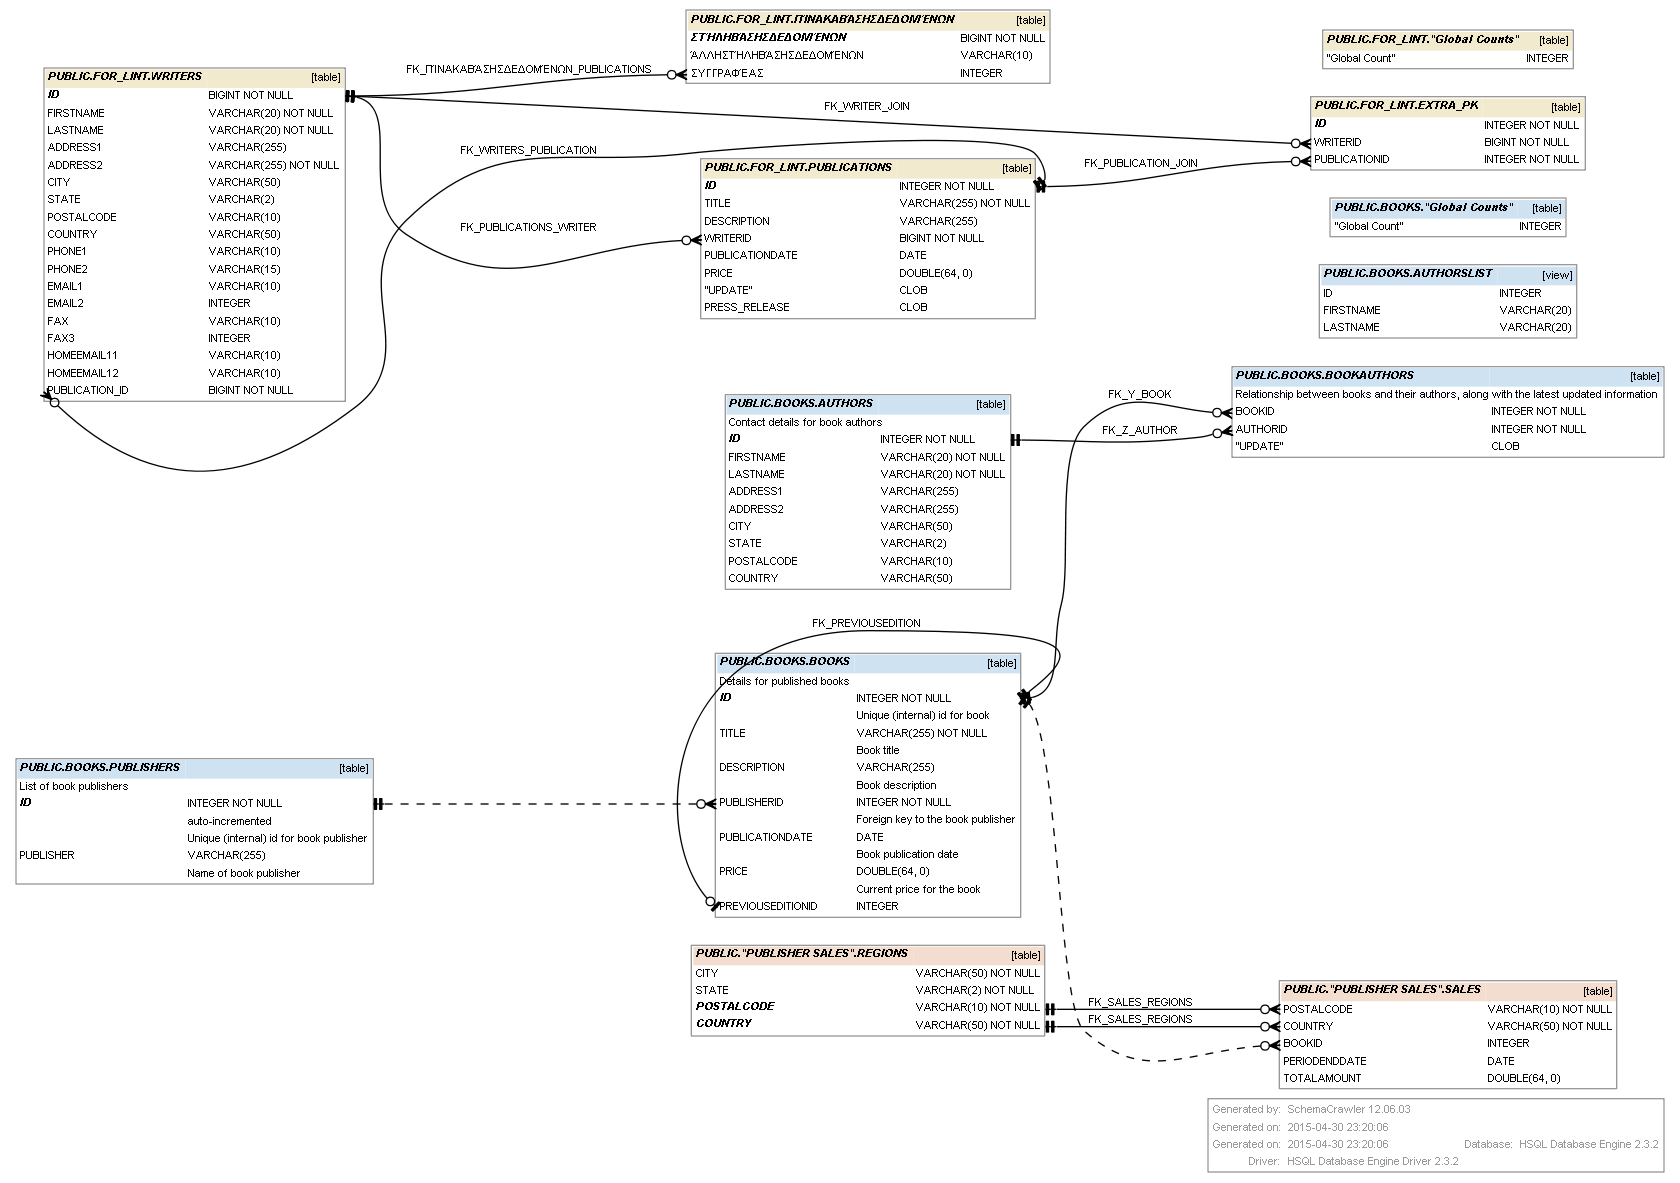 PUBLIC.FOR_LINT.WRITERS [table]
ID BIGINT NOT NULL
FIRSTNAME VARCHAR(20) NOT NULL
LASTNAME VARCHAR(20) NOT NULL
ADDRESS1 VARCHAR(255)
ADDRESS2 VARCHAR(255) NOT NULL
CITY VARCHAR(50)
STATE VARCHAR(2)
POSTALCODE VARCHAR(10)
COUNTRY VARCHAR(50)
PHONE1 VARCHAR(10)
PHONE2 VARCHAR(15)
EMAIL1 VARCHAR(10)
EMAIL2 INTEGER
FAX VARCHAR(10)
FAX3 INTEGER
HOMEEMAIL11 VARCHAR(10)
HOMEEMAIL12 VARCHAR(10)
PUBLICATION_ID BIGINT NOT NULL
FK_ΠΊΝΑΚΑΒΆΣΗΣΔΕΔΟΜΈΝΩΝ_PUBLICATIONS
PUBLIC.FOR_LINT.ΠΊΝΑΚΑΒΆΣΗΣΔΕΔΟΜΈΝΩΝ [table]
ΣΤΉΛΗΒΆΣΗΣΔΕΔΟΜΈΝΩΝ BIGINT NOT NULL
ΆΛΛΗΣΤΉΛΗΒΆΣΗΣΔΕΔΟΜΈΝΩΝ VARCHAR(10)
ΣΥΓΓΡΑΦΈΑΣ INTEGER
FK_WRITER_JOIN
FK_WRITERS_PUBLICATION
FK_PUBLICATIONS_WRITER
PUBLIC.FOR_LINT.PUBLICATIONS [table]
ID INTEGER NOT NULL
TITLE VARCHAR(255) NOT NULL
DESCRIPTION VARCHAR(255)
WRITERID BIGINT NOT NULL
PUBLICATIONDATE DATE
PRICE DOUBLE(64, 0)
"UPDATE" CLOB
PRESS_RELEASE CLOB
FK_PUBLICATION_JOIN
PUBLIC.FOR_LINT."Global Counts" [table]
"Global Count" INTEGER
PUBLIC.FOR_LINT.EXTRA_PK [table]
ID INTEGER NOT NULL
WRITERID BIGINT NOT NULL
PUBLICATIONID INTEGER NOT NULL
PUBLIC.BOOKS."Global Counts" [table]
"Global Count" INTEGER
PUBLIC.BOOKS.AUTHORSLIST [view]
ID INTEGER
FIRSTNAME VARCHAR(20)
LASTNAME VARCHAR(20)
PUBLIC.BOOKS.AUTHORS [table]
Contact details for book authors
ID INTEGER NOT NULL
FIRSTNAME VARCHAR(20) NOT NULL
LASTNAME VARCHAR(20) NOT NULL
ADDRESS1 VARCHAR(255)
ADDRESS2 VARCHAR(255)
CITY VARCHAR(50)
STATE VARCHAR(2)
POSTALCODE VARCHAR(10)
COUNTRY VARCHAR(50)
FK_Y_BOOK
FK_Z_AUTHOR
PUBLIC.BOOKS.BOOKAUTHORS [table]
Relationship between books and their authors, along with the latest updated information
BOOKID INTEGER NOT NULL
AUTHORID INTEGER NOT NULL
"UPDATE" CLOB
FK_PREVIOUSEDITION
PUBLIC.BOOKS.BOOKS [table]
Details for published books
ID INTEGER NOT NULL
Unique (internal) id for book
TITLE VARCHAR(255) NOT NULL
Book title
DESCRIPTION VARCHAR(255)
Book description
PUBLISHERID INTEGER NOT NULL
Foreign key to the book publisher
PUBLICATIONDATE DATE
Book publication date
PRICE DOUBLE(64, 0)
Current price for the book
PREVIOUSEDITIONID INTEGER
PUBLIC.BOOKS.PUBLISHERS [table]
List of book publishers
ID INTEGER NOT NULL
auto-incremented
Unique (internal) id for book publisher
PUBLISHER VARCHAR(255)
Name of book publisher
PUBLIC."PUBLISHER SALES".REGIONS [table]
CITY VARCHAR(50) NOT NULL
STATE VARCHAR(2) NOT NULL
POSTALCODE VARCHAR(10) NOT NULL
COUNTRY VARCHAR(50) NOT NULL
FK_SALES_REGIONS
FK_SALES_REGIONS
PUBLIC."PUBLISHER SALES".SALES [table]
POSTALCODE VARCHAR(10) NOT NULL
COUNTRY VARCHAR(50) NOT NULL
BOOKID INTEGER
PERIODENDDATE DATE
TOTALAMOUNT DOUBLE(64, 0)
Generated by: SchemaCrawler 12.06.03
Generated on: 2015-04-30 23:20:06
Generated on: 2015-04-30 23:20:06 Database: HSQL Database Engine 2.3.2
Driver: HSQL Database Engine Driver 2.3.2